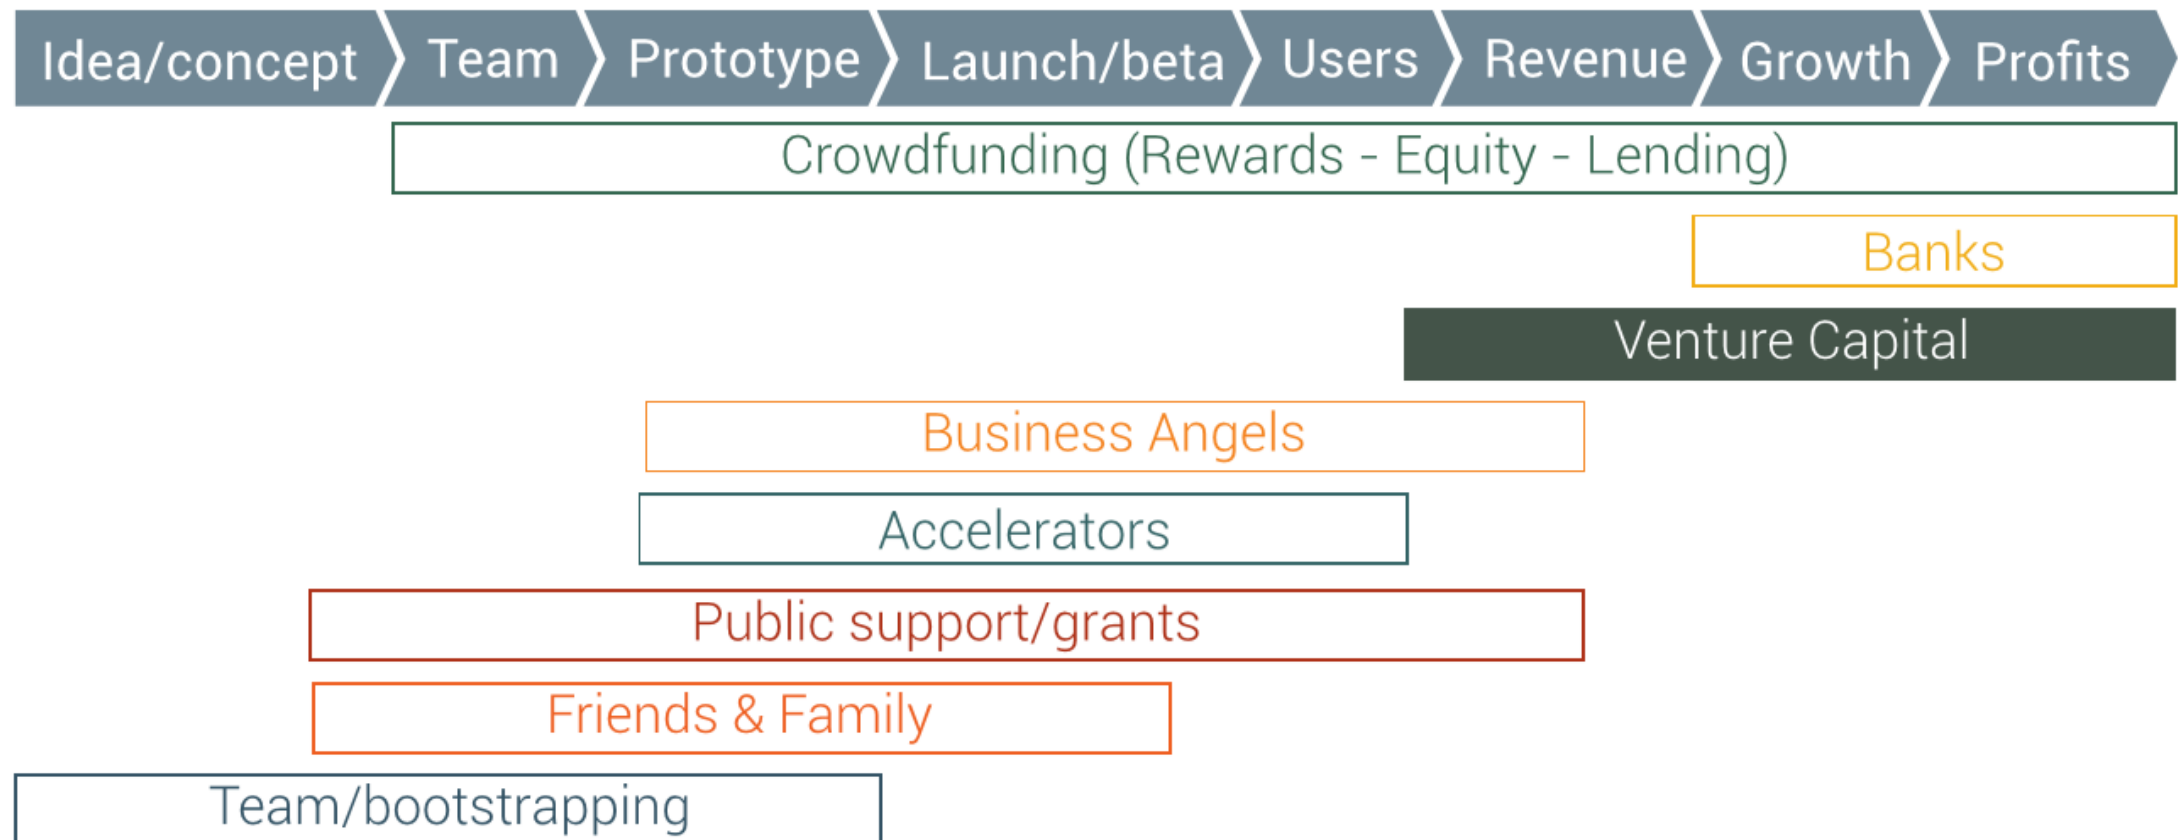 Idea/concept
Team
Prototype
Launch/beta
Users
Revenue
Growth
Profits
Crowdfunding (Rewards - Equity - Lending)
Banks
Venture Capital
Business Angels
Accelerators
Public support/grants
Friends & Family
Team/bootstrapping